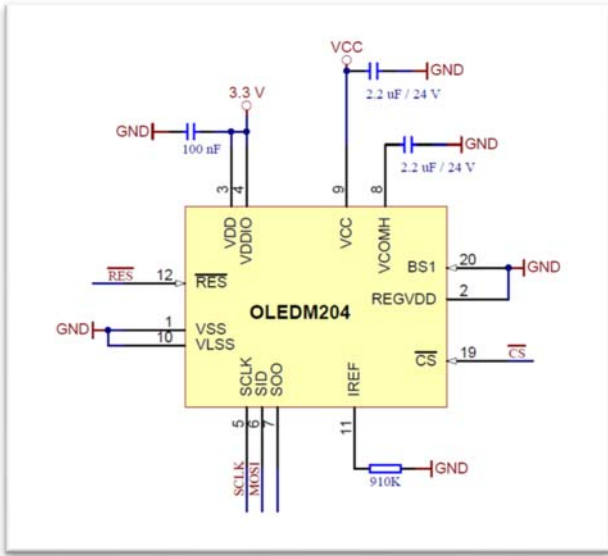 VCC
GND
2.2 uF / 24 V
3.3 V
GND
100 nF
GND
2.2 uF / 24 V
3
4
9
8
VDD
VDDIO
VCC
VCOMH
BS1
20
GND
RES
12
RES
REGVDD
2
OLEDM204
GND
1
VSS
10
VLSS
CS
19
CS
SCLK
SID
SOO
IREF
5
6
7
11
SCLK
MOSI
910K
GND